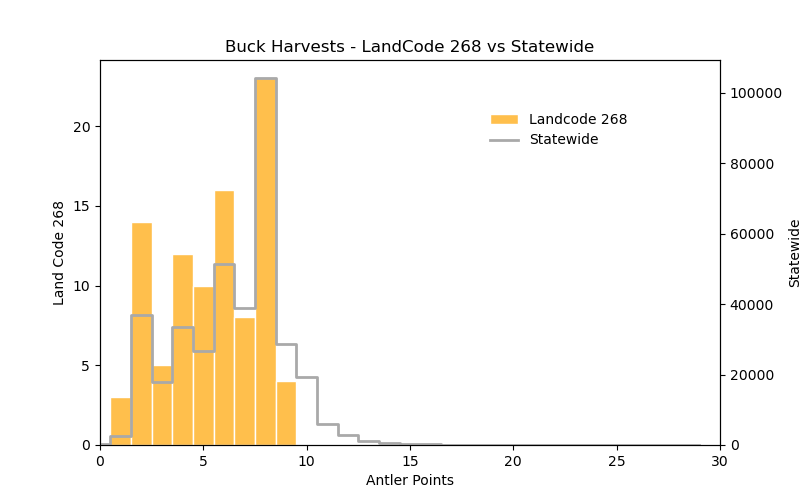 Buck Harvests - LandCode 268 vs Statewide
Landcode 268
Statewide
Land Code 268
20
15
10
5
0
100000
80000
60000
40000
20000
0
Statewide
0 5 10 15 20 25 30
Antler Points